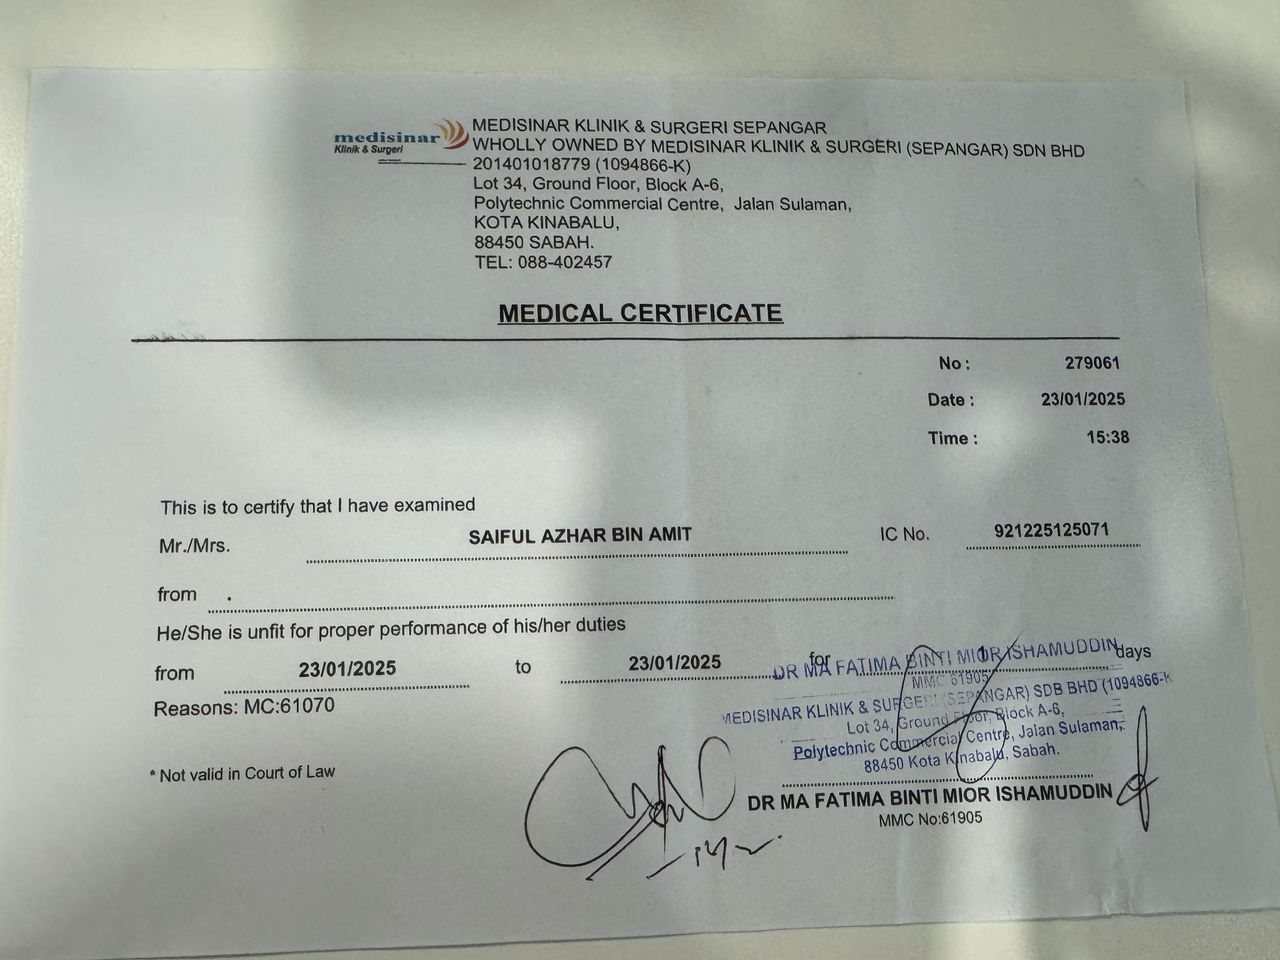 medisinar
Klinik & Surgeri
MEDISINAR KLINIK & SURGERI SEPANGAR
WHOLLY OWNED BY MEDISINAR KLINIK & SURGERI (SEPANGAR) SDN BHD
201401018779 (1094866-K)
Lot 34, Ground Floor, Block A-6,
Polytechnic Commercial Centre, Jalan Sulaman,
KOTA KINABALU,
88450 SABAH.
TEL: 088-402457
MEDICAL CERTIFICATE
No : 279061
Date : 23/01/2025
Time : 15:38
This is to certify that I have examined
Mr./Mrs. SAIFUL AZHAR BIN AMIT IC No. 921225125071
from .
He/She is unfit for proper performance of his/her duties
from 23/01/2025 to 23/01/2025 for 1 days
Reasons: MC:61070
DR MA FATIMA BINTI MIOR ISHAMUDDIN
MMC 61905
MEDISINAR KLINIK & SURGERI (SEPANGAR) SDB BHD (1094866-K
Lot 34, Ground Floor, Block A-6,
Polytechnic Commercial Centre, Jalan Sulaman,
88450 Kota Kinabalu, Sabah.
* Not valid in Court of Law
DR MA FATIMA BINTI MIOR ISHAMUDDIN
MMC No:61905